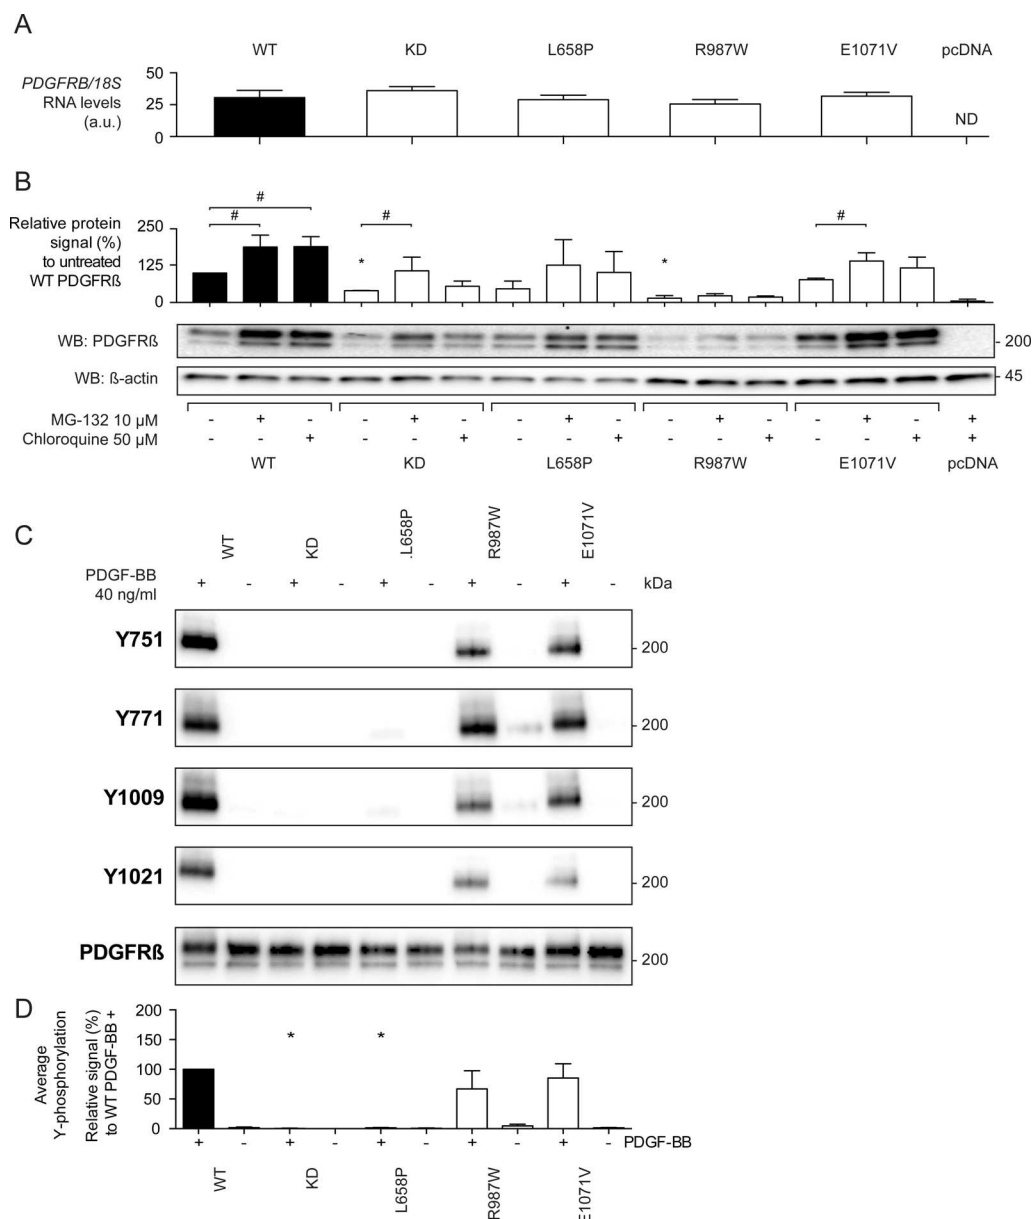 A
WT KD L658P R987W E1071V pcDNA
PDGFRB/18S
RNA levels
(a.u.)
50
25
0
ND
B
# # # #
Relative protein
signal (%)
to untreated
WT PDGFRß
250
125
0
* *
WB: PDGFRß - 200
WB: ß-actin - 45
MG-132 10 µM - + - - + - - + - - + - - + - +
Chloroquine 50 µM - - + - - + - - + - - + - - + +
WT KD L658P R987W E1071V pcDNA
C
WT KD .L658P R987W E1071V
PDGF-BB
40 ng/ml
+ - + - + - + - + - kDa
Y751 - 200
Y771 - 200
Y1009 - 200
Y1021 - 200
PDGFRß - 200
D
Average
Y-phosphorylation
Relative signal (%)
to WT PDGF-BB +
200
150
100
50
0
* *
+ - + - + - + - + - PDGF-BB
WT KD L658P R987W E1071V